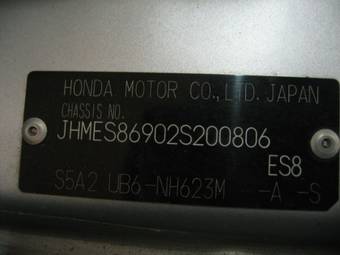 HONDA MOTOR CO.,LTD.JAPAN
CHASSIS NO.
JHMES86902S200806
ES8
S5A2 UB6-NH623M --A -S